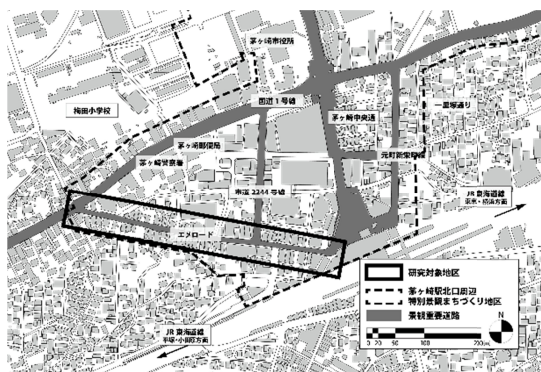 茅ヶ崎市役所
梅田小学校
国道1号線
一里塚通り
茅ヶ崎中央通
茅ヶ崎郵便局
元町新栄町線
茅ヶ崎警察署
市道2244号線
JR東海道線
東京・横浜方面
エメロード
研究対象地区
茅ヶ崎駅北口周辺
特別景観まちづくり地区
景観重要道路
N
JR東海道線
平塚・小田原方面
0 20 50 100 200m